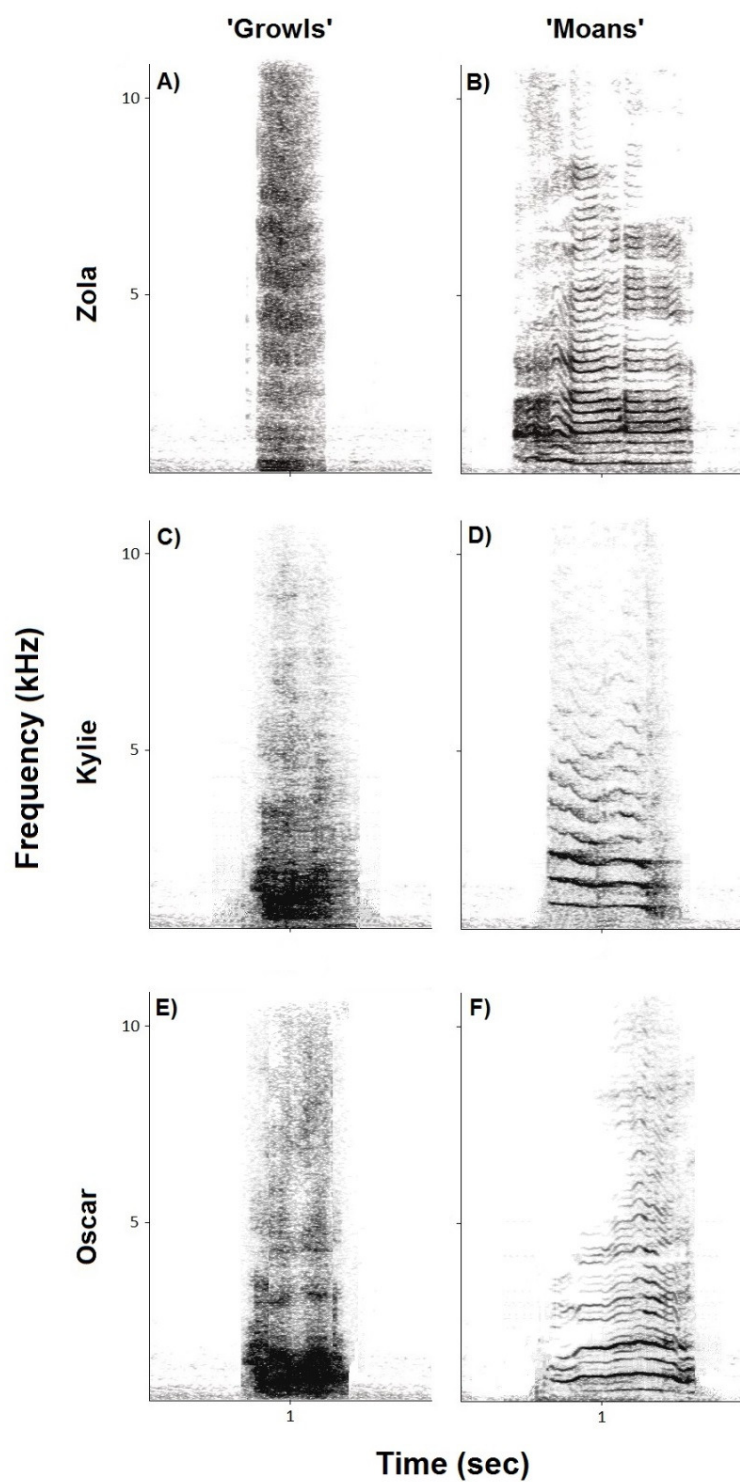 'Growls' 'Moans'
A) B)
10
5
Zola
C) D)
10
5
Kylie
Frequency (kHz)
E) F)
10
5
Oscar
1 1
Time (sec)